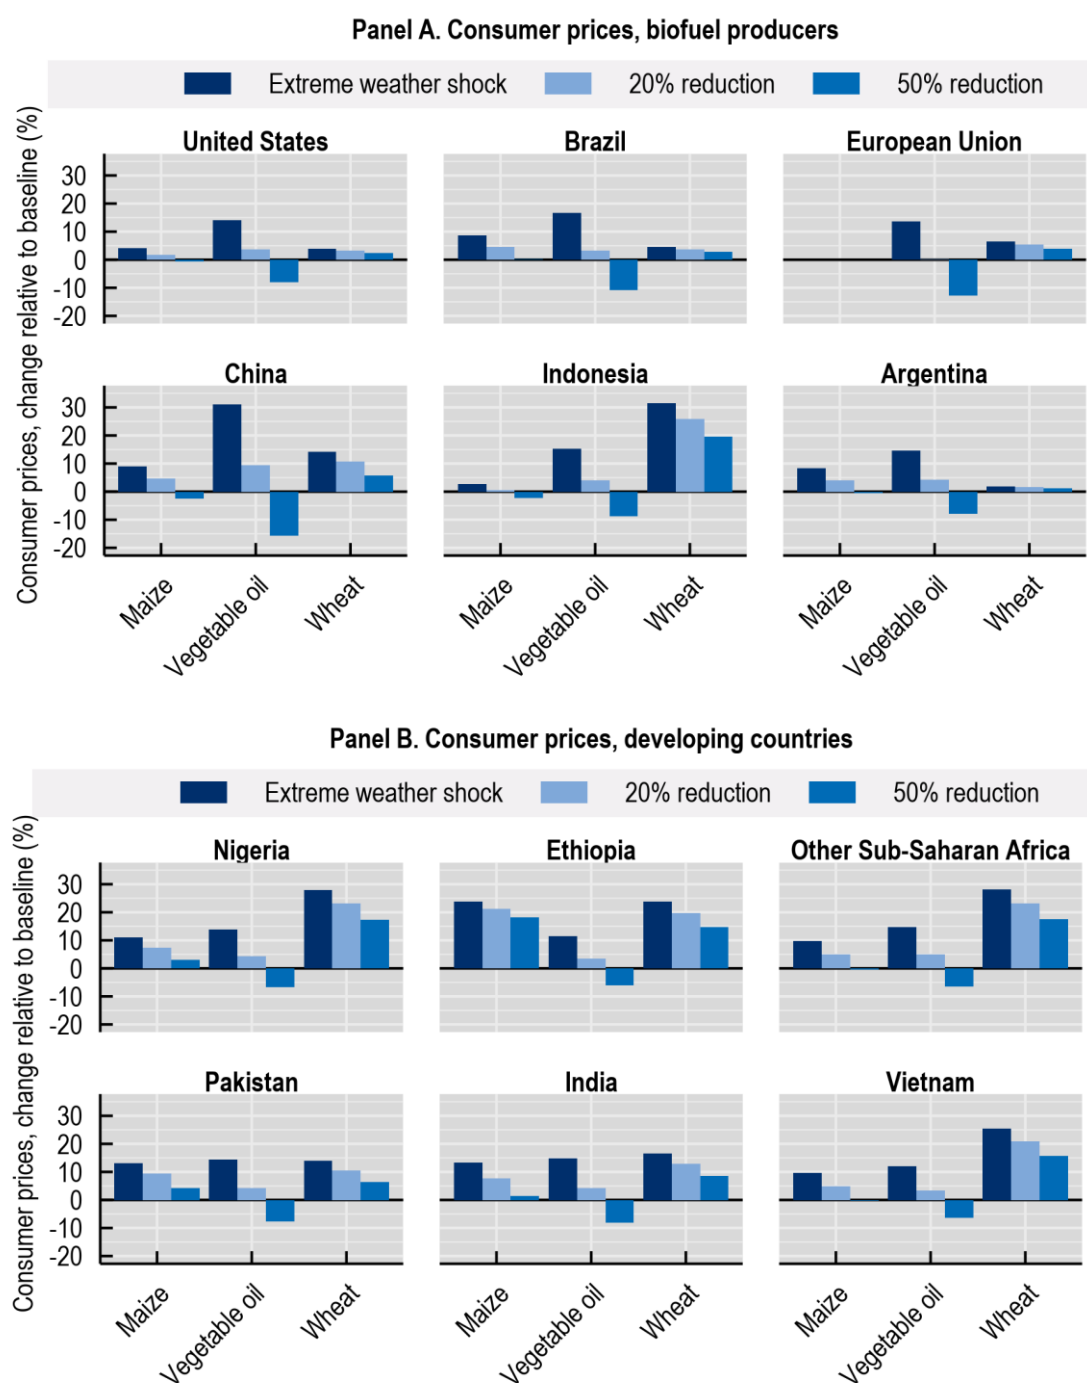 Panel A. Consumer prices, biofuel producers
Extreme weather shock 20% reduction 50% reduction
Consumer prices, change relative to baseline (%)
United States Brazil European Union
30
20
10
0
-10
-20
China Indonesia Argentina
30
20
10
0
-10
-20
Maize Vegetable oil Wheat Maize Vegetable oil Wheat Maize Vegetable oil Wheat
Panel B. Consumer prices, developing countries
Extreme weather shock 20% reduction 50% reduction
Consumer prices, change relative to baseline (%)
Nigeria Ethiopia Other Sub-Saharan Africa
30
20
10
0
-10
-20
Pakistan India Vietnam
30
20
10
0
-10
-20
Maize Vegetable oil Wheat Maize Vegetable oil Wheat Maize Vegetable oil Wheat